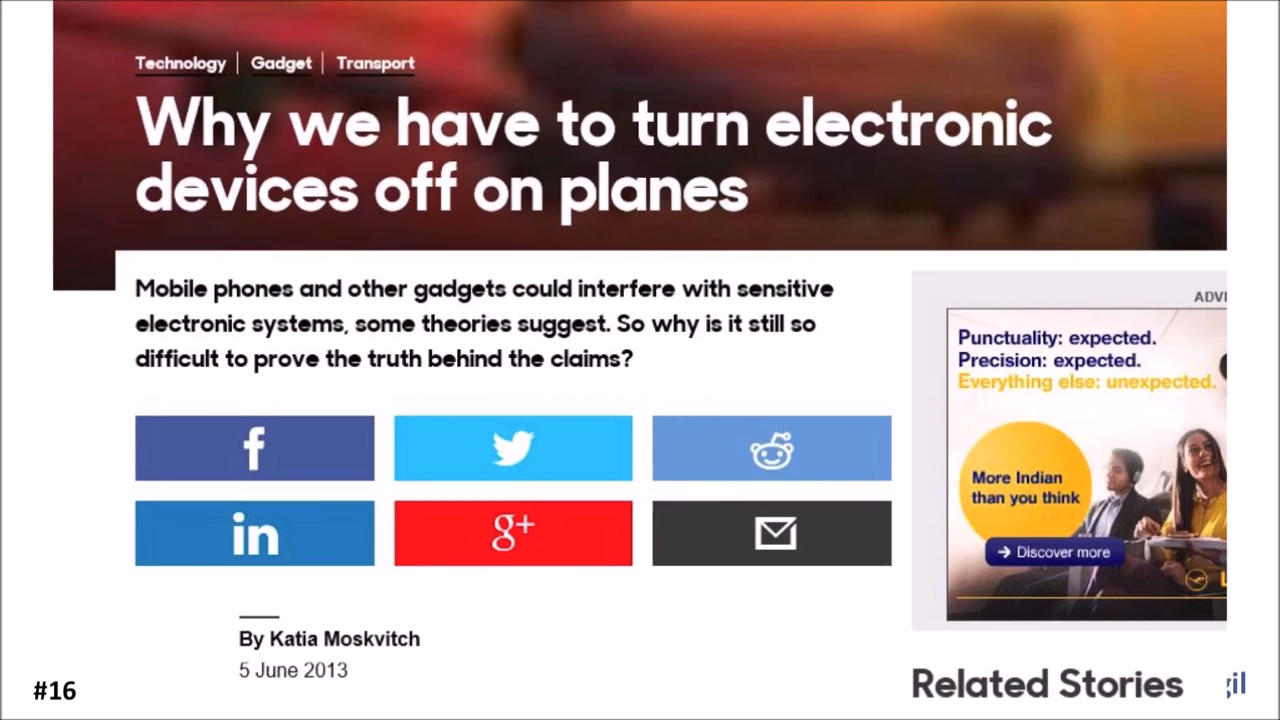 Technology | Gadget | Transport
Why we have to turn electronic
devices off on planes
Mobile phones and other gadgets could interfere with sensitive
electronic systems, some theories suggest. So why is it still so
difficult to prove the truth behind the claims?
f
in
g+
By Katia Moskvitch
5 June 2013
#16
ADV
Punctuality: expected.
Precision: expected.
Everything else: unexpected.
More Indian
than you think
→ Discover more
Related Stories